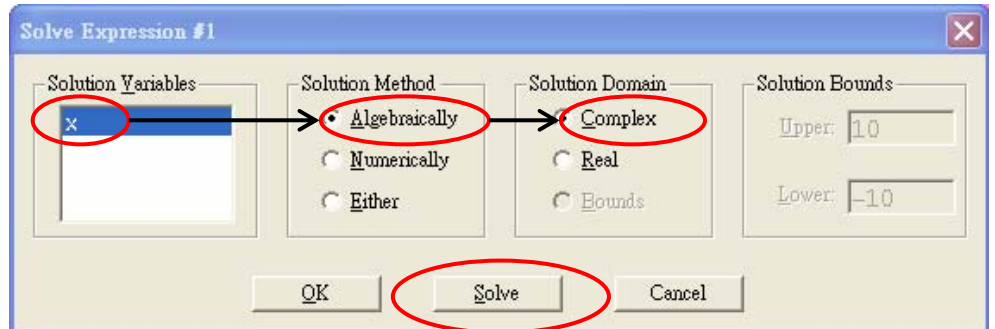 Solve Expression #1
Solution Variables
x
Solution Method
Algebraically
Numerically
Either
Solution Domain
Complex
Real
Bounds
Solution Bounds
Upper: 10
Lower: -10
OK
Solve
Cancel